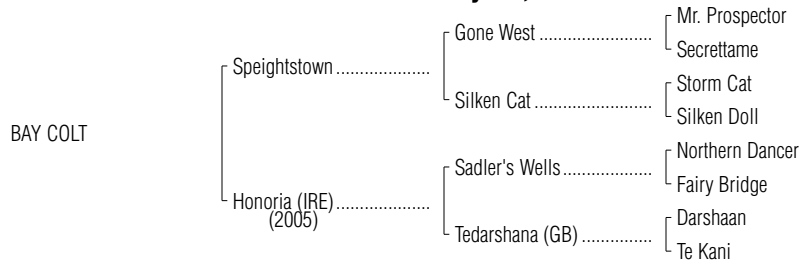 Mr. Prospector
Gone West ....................
Secrettame
Speightstown ....................
Storm Cat
Silken Cat ....................
Silken Doll
BAY COLT
Northern Dancer
Sadler's Wells ................
Fairy Bridge
Honoria (IRE) ..................
(2005)
Darshaan
Tedarshana (GB) .............
Te Kani